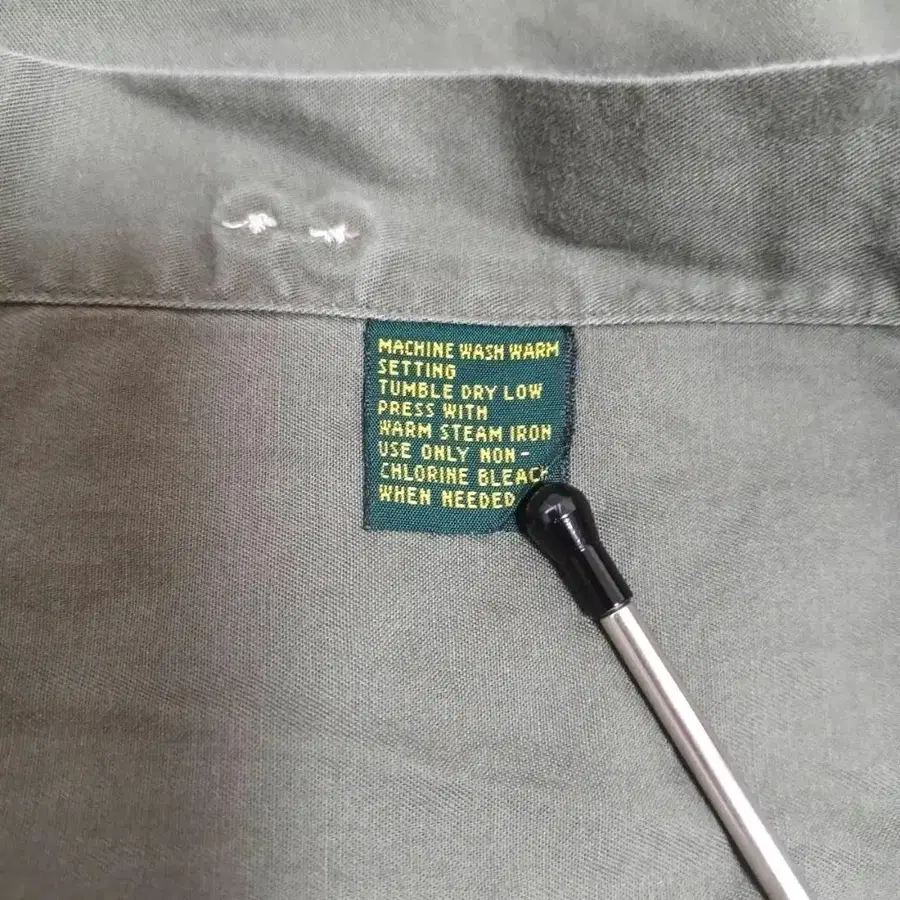 MACHINE WASH WARM
SETTING
TUMBLE DRY LOW
PRESS WITH
WARM STEAM IRON
USE ONLY NON-
CHLORINE BLEACH
WHEN NEEDED